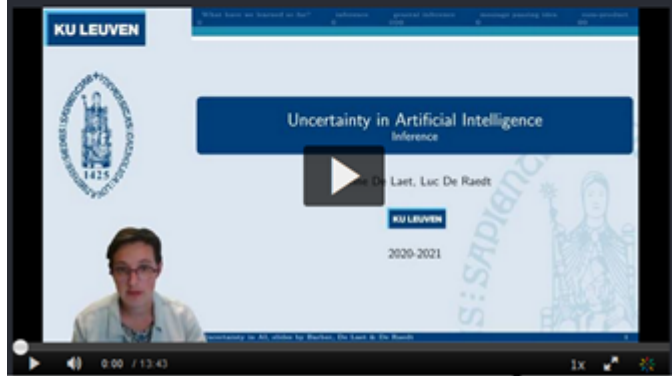 What have we learned so far? inference general inference message passing intro sum-product
KU LEUVEN
Uncertainty in Artificial Intelligence
Inference
De Laet, Luc De Raedt
KU LEUVEN
2020-2021
1425
Uncertainty in AI, slides by Barber, De Laet & De Raedt
0:00 / 13:43
1x